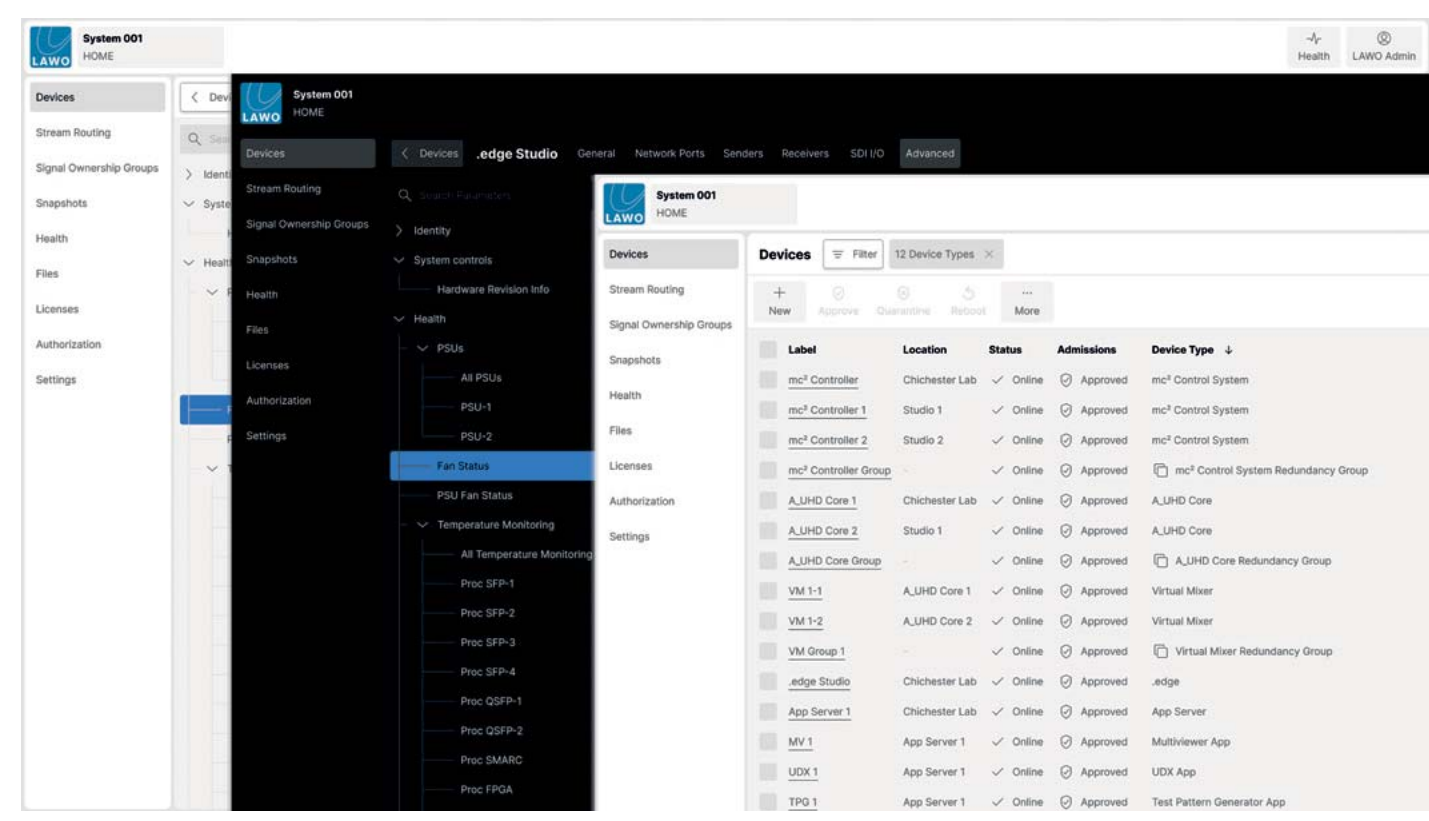 LAWO
System 001
HOME
Health
LAWO Admin
Devices
Stream Routing
Signal Ownership Groups
Snapshots
Health
Files
Licenses
Authorization
Settings
LAWO
System 001
HOME
Devices
Stream Routing
Signal Ownership Groups
Snapshots
Health
Files
Licenses
Authorization
Settings
Devices .edge Studio General Network Ports Senders Receivers SDI I/O Advanced
Search Parameters
Identity
System controls
Hardware Revision Info
Health
PSUs
All PSUs
PSU-1
PSU-2
Fan Status
PSU Fan Status
Temperature Monitoring
All Temperature Monitoring
Proc SFP-1
Proc SFP-2
Proc SFP-3
Proc SFP-4
Proc QSFP-1
Proc QSFP-2
Proc SMARC
Proc FPGA
LAWO
System 001
HOME
Devices
Stream Routing
Signal Ownership Groups
Snapshots
Health
Files
Licenses
Authorization
Settings
Devices Filter 12 Device Types
New Approve Quarantine Reboot More
Label Location Status Admissions Device Type
mc² Controller Chichester Lab Online Approved mc² Control System
mc² Controller 1 Studio 1 Online Approved mc² Control System
mc² Controller 2 Studio 2 Online Approved mc² Control System
mc² Controller Group - Online Approved mc² Control System Redundancy Group
A_UHD Core 1 Chichester Lab Online Approved A_UHD Core
A_UHD Core 2 Studio 1 Online Approved A_UHD Core
A_UHD Core Group - Online Approved A_UHD Core Redundancy Group
VM 1-1 A_UHD Core 1 Online Approved Virtual Mixer
VM 1-2 A_UHD Core 2 Online Approved Virtual Mixer
VM Group 1 - Online Approved Virtual Mixer Redundancy Group
.edge Studio Chichester Lab Online Approved .edge
App Server 1 Chichester Lab Online Approved App Server
MV 1 App Server 1 Online Approved Multiviewer App
UDX 1 App Server 1 Online Approved UDX App
TPG 1 App Server 1 Online Approved Test Pattern Generator App